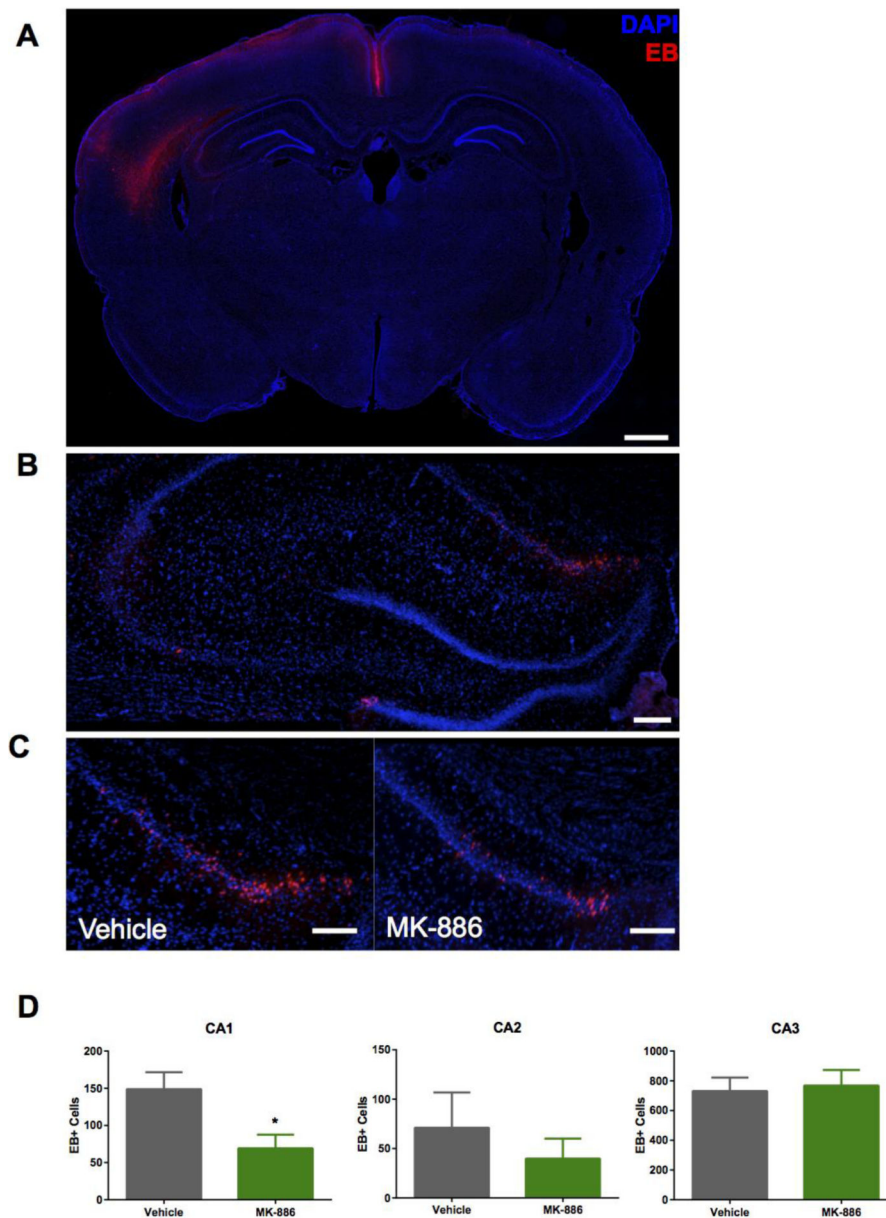 A
DAPI
EB
B
C
Vehicle
MK-886
D
CA1
CA2
CA3
200
150
100
50
0
EB+ Cells
*
Vehicle
MK-886
150
100
50
0
EB+ Cells
Vehicle
MK-886
1000
800
600
400
200
0
EB+ Cells
Vehicle
MK-886